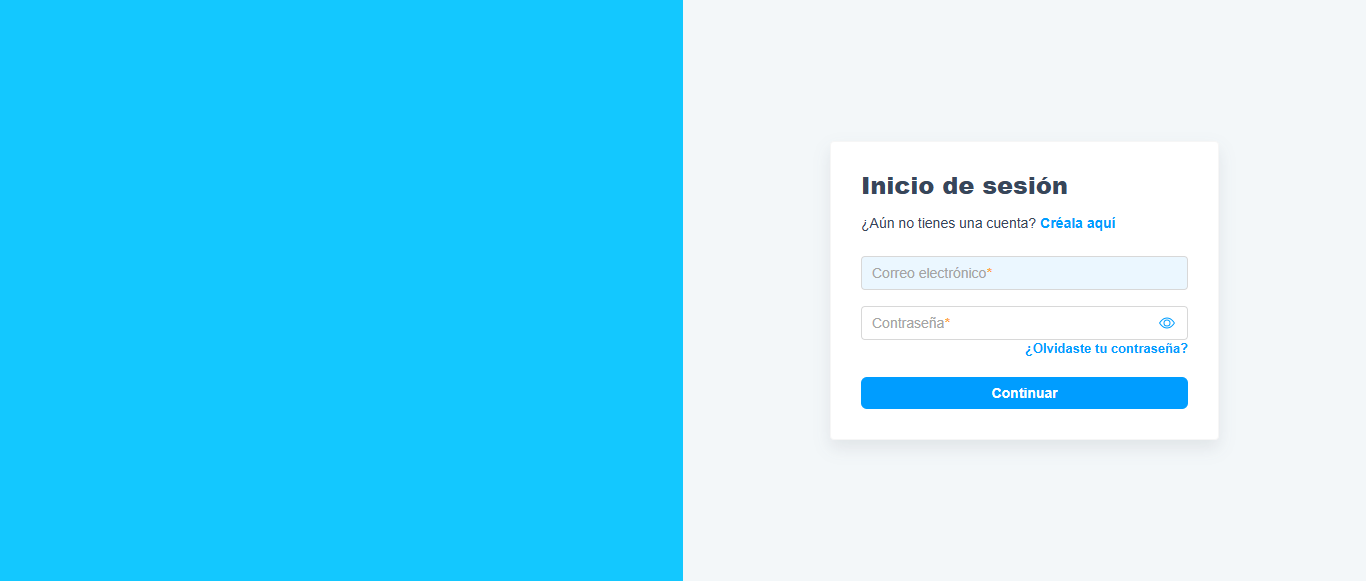 Inicio de sesión
¿Aún no tienes una cuenta? Créala aquí
Correo electrónico*
Contraseña*
¿Olvidaste tu contraseña?
Continuar